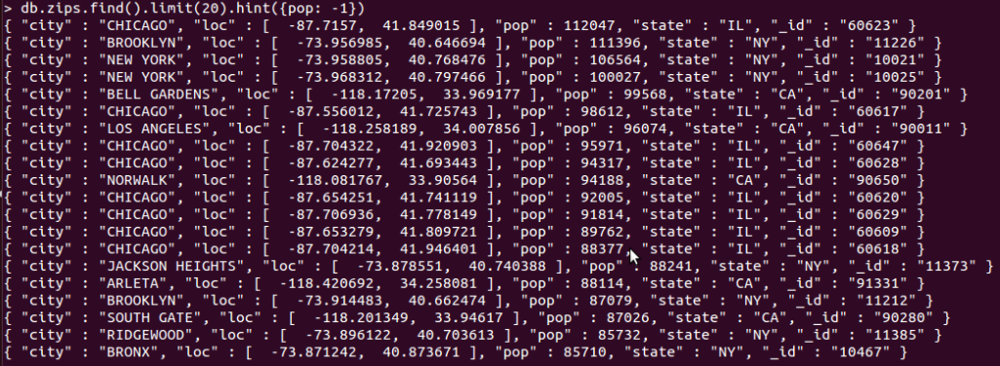 > db.zips.find().limit(20).hint({pop: -1})
{ "city" : "CHICAGO", "loc" : [  -87.7157,  41.849015 ], "pop" : 112047, "state" : "IL", "_id" : "60623" }
{ "city" : "BROOKLYN", "loc" : [  -73.956985,  40.646694 ], "pop" : 111396, "state" : "NY", "_id" : "11226" }
{ "city" : "NEW YORK", "loc" : [  -73.958805,  40.768476 ], "pop" : 106564, "state" : "NY", "_id" : "10021" }
{ "city" : "NEW YORK", "loc" : [  -73.968312,  40.797466 ], "pop" : 100027, "state" : "NY", "_id" : "10025" }
{ "city" : "BELL GARDENS", "loc" : [  -118.17205,  33.969177 ], "pop" : 99568, "state" : "CA", "_id" : "90201" }
{ "city" : "CHICAGO", "loc" : [  -87.556012,  41.725743 ], "pop" : 98612, "state" : "IL", "_id" : "60617" }
{ "city" : "LOS ANGELES", "loc" : [  -118.258189,  34.007856 ], "pop" : 96074, "state" : "CA", "_id" : "90011" }
{ "city" : "CHICAGO", "loc" : [  -87.704322,  41.920903 ], "pop" : 95971, "state" : "IL", "_id" : "60647" }
{ "city" : "CHICAGO", "loc" : [  -87.624277,  41.693443 ], "pop" : 94317, "state" : "IL", "_id" : "60628" }
{ "city" : "NORWALK", "loc" : [  -118.081767,  33.90564 ], "pop" : 94188, "state" : "CA", "_id" : "90650" }
{ "city" : "CHICAGO", "loc" : [  -87.654251,  41.741119 ], "pop" : 92005, "state" : "IL", "_id" : "60620" }
{ "city" : "CHICAGO", "loc" : [  -87.706936,  41.778149 ], "pop" : 91814, "state" : "IL", "_id" : "60629" }
{ "city" : "CHICAGO", "loc" : [  -87.653279,  41.809721 ], "pop" : 89762, "state" : "IL", "_id" : "60609" }
{ "city" : "CHICAGO", "loc" : [  -87.704214,  41.946401 ], "pop" : 88377, "state" : "IL", "_id" : "60618" }
{ "city" : "JACKSON HEIGHTS", "loc" : [  -73.878551,  40.740388 ], "pop" : 88241, "state" : "NY", "_id" : "11373" }
{ "city" : "ARLETA", "loc" : [  -118.420692,  34.258081 ], "pop" : 88114, "state" : "CA", "_id" : "91331" }
{ "city" : "BROOKLYN", "loc" : [  -73.914483,  40.662474 ], "pop" : 87079, "state" : "NY", "_id" : "11212" }
{ "city" : "SOUTH GATE", "loc" : [  -118.201349,  33.94617 ], "pop" : 87026, "state" : "CA", "_id" : "90280" }
{ "city" : "RIDGEWOOD", "loc" : [  -73.896122,  40.703613 ], "pop" : 85732, "state" : "NY", "_id" : "11385" }
{ "city" : "BRONX", "loc" : [  -73.871242,  40.873671 ], "pop" : 85710, "state" : "NY", "_id" : "10467" }